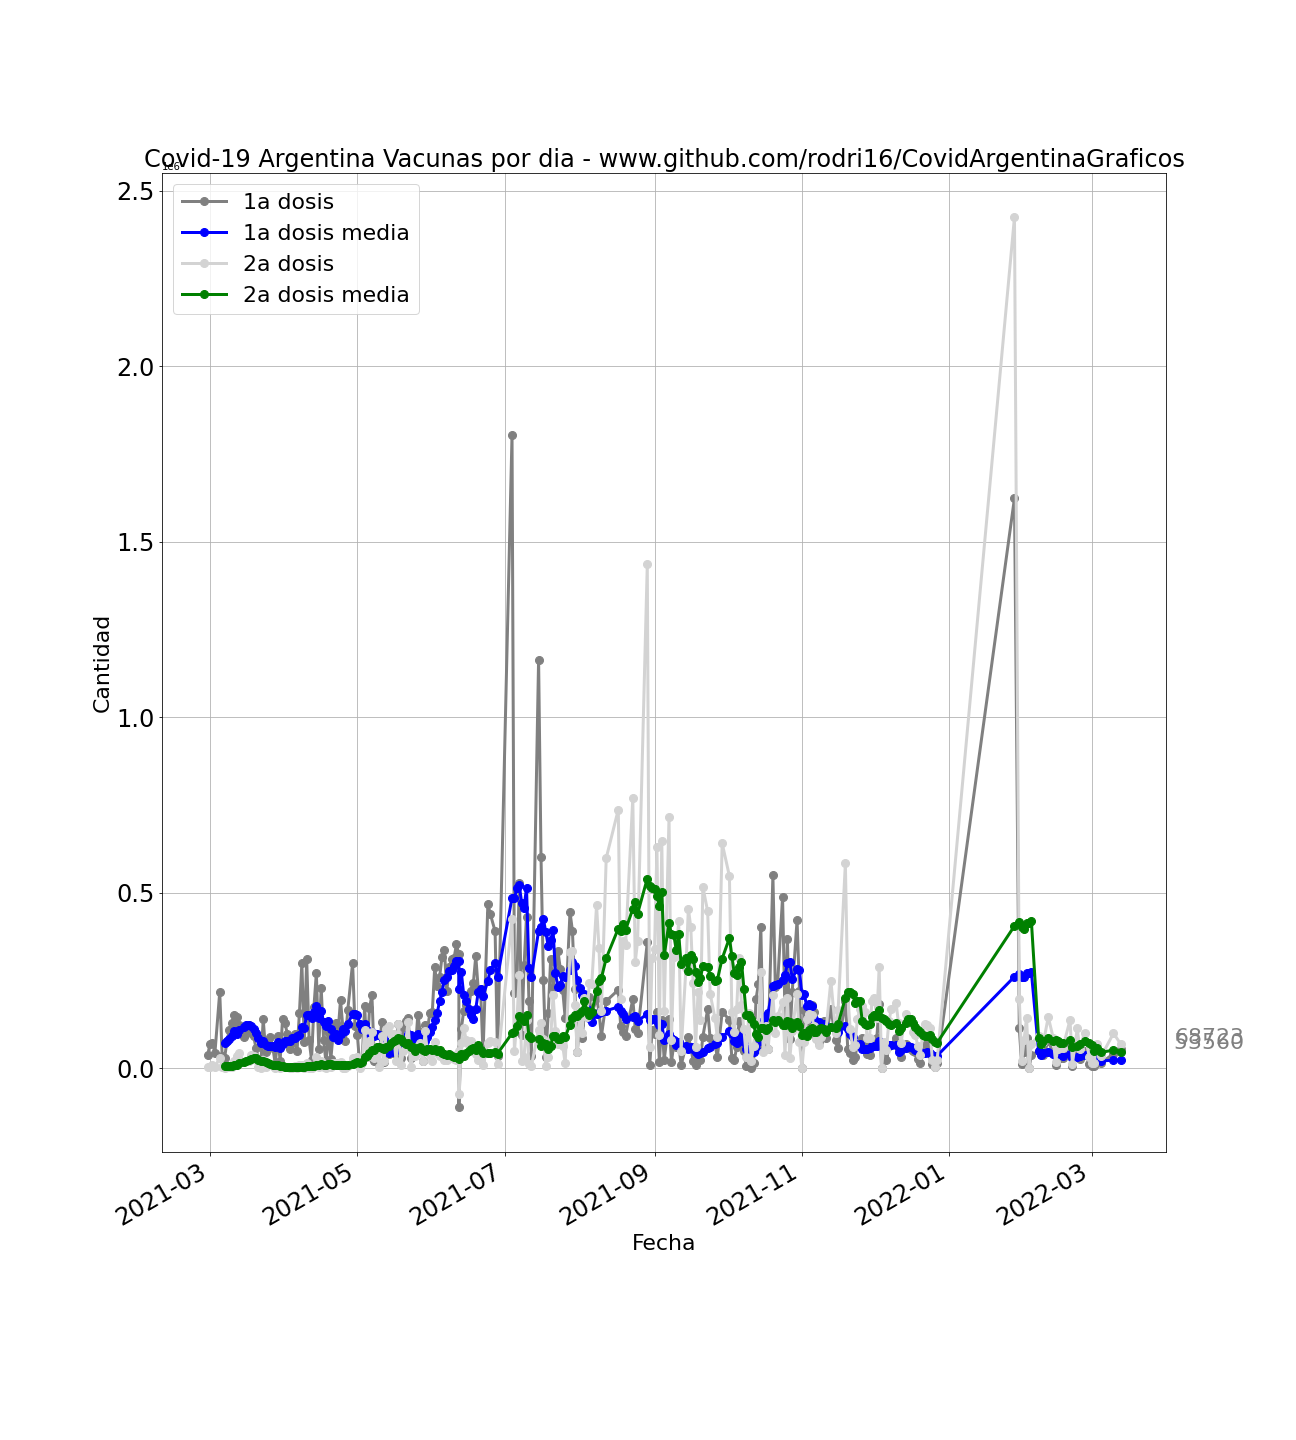 Covid-19 Argentina Vacunas por dia - www.github.com/rodri16/CovidArgentinaGraficos
1e6
1a dosis
1a dosis media
2a dosis
2a dosis media
2.5
2.0
1.5
1.0
0.5
0.0
Cantidad
68723
2021-03
2021-05
2021-07
2021-09
2021-11
2022-01
2022-03
Fecha